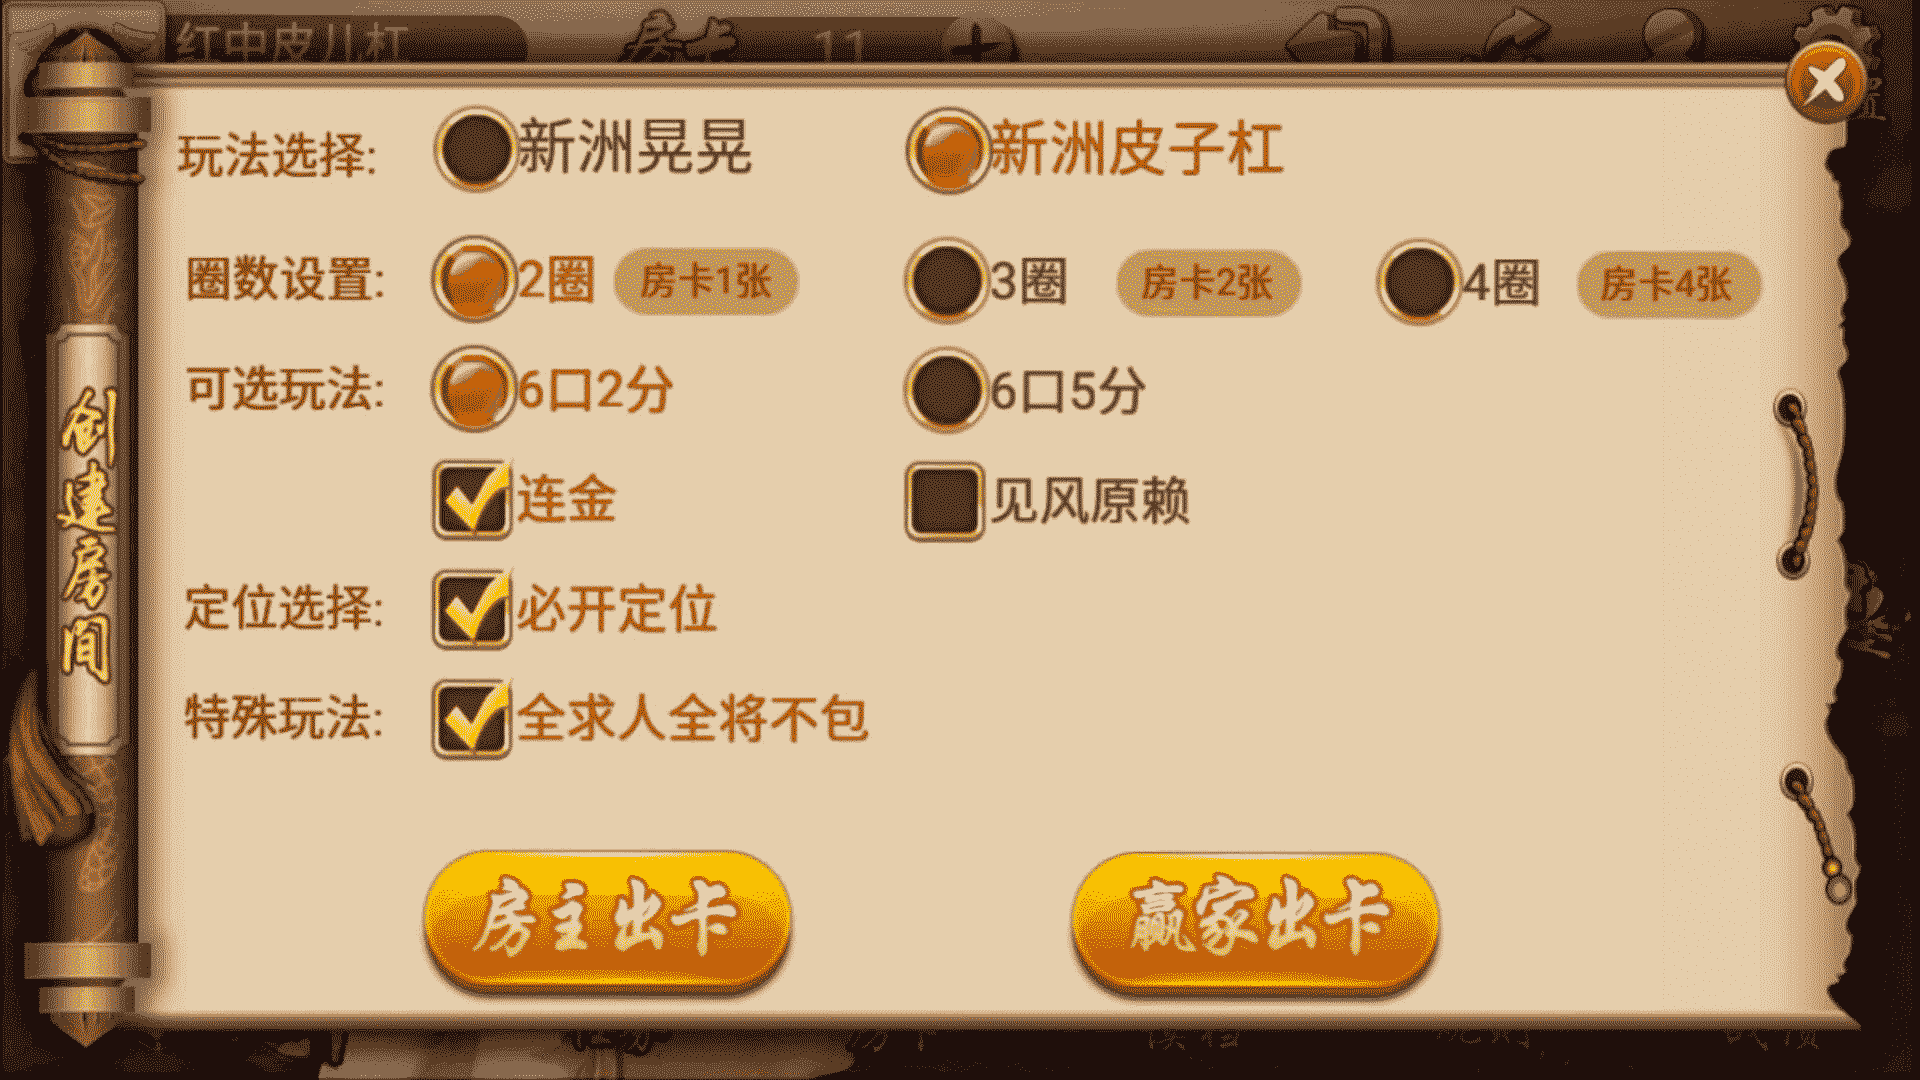 红中皮儿杠 房卡 11
玩法选择: 新洲晃晃 新洲皮子杠
圈数设置: 2圈 房卡1张 3圈 房卡2张 4圈 房卡4张
可选玩法: 6口2分 6口5分
连金 见风原赖
定位选择: 必开定位
特殊玩法: 全求人全将不包
创建房间
房主出卡 赢家出卡